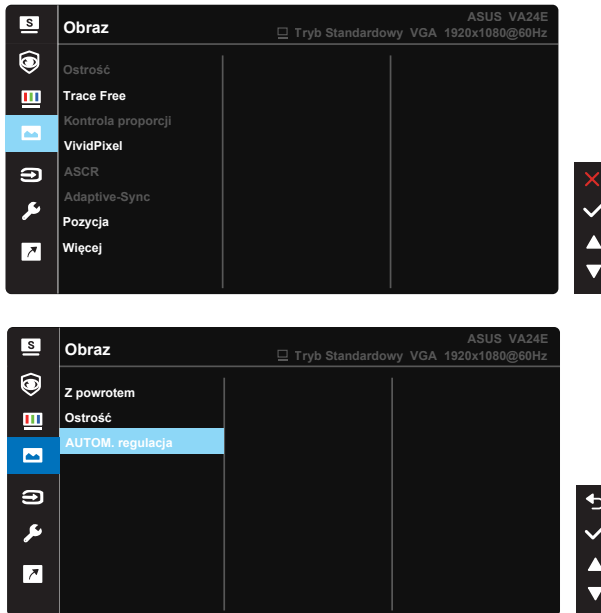 S
Obraz
ASUS VA24E
Tryb Standardowy VGA 1920x1080@60Hz
Ostrość
Trace Free
Kontrola proporcji
VividPixel
ASCR
Adaptive-Sync
Pozycja
Więcej
S
Obraz
ASUS VA24E
Tryb Standardowy VGA 1920x1080@60Hz
Z powrotem
Ostrość
AUTOM. regulacja